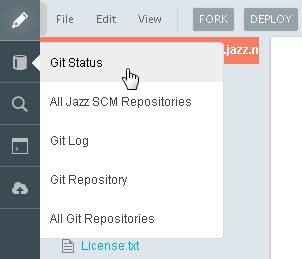 File Edit View FORK DEPLOY
.jazz.n
Git Status
All Jazz SCM Repositories
Git Log
Git Repository
All Git Repositories
License.txt